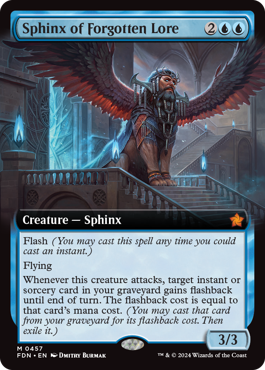 Sphinx of Forgotten Lore 2
Creature — Sphinx
Flash (You may cast this spell any time you could
cast an instant.)
Flying
Whenever this creature attacks, target instant or
sorcery card in your graveyard gains flashback
until end of turn. The flashback cost is equal to
that card's mana cost. (You may cast that card
from your graveyard for its flashback cost. Then
exile it.)
3/3
M 0457
FDN • EN Dmitry Burmak
™ & © 2024 Wizards of the Coast